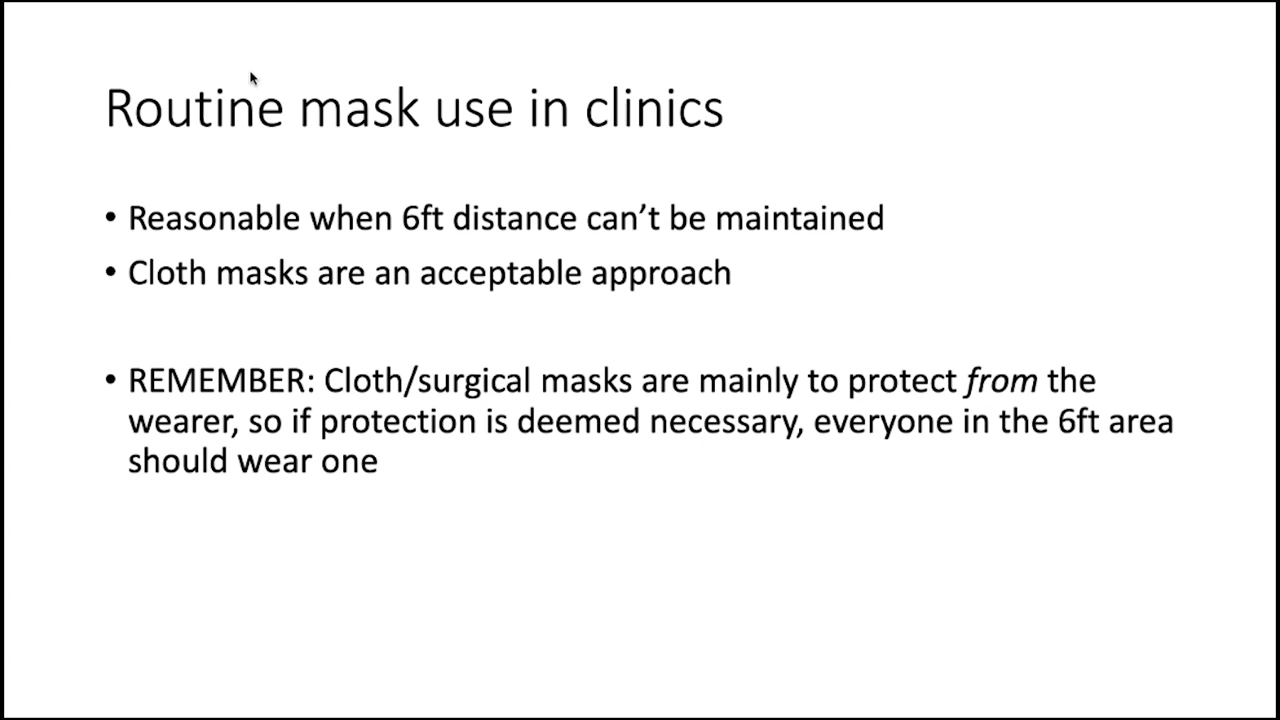 Routine mask use in clinics
• Reasonable when 6ft distance can’t be maintained
• Cloth masks are an acceptable approach
• REMEMBER: Cloth/surgical masks are mainly to protect from the
wearer, so if protection is deemed necessary, everyone in the 6ft area
should wear one